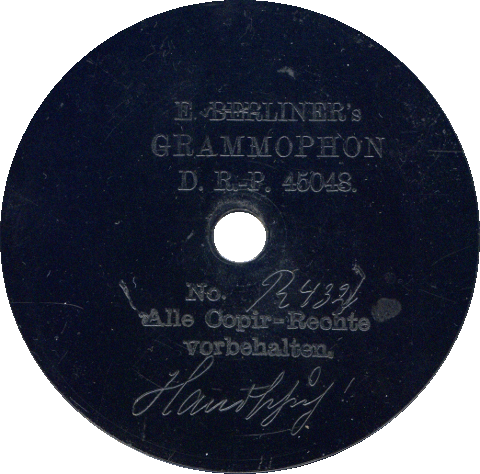 E. BERLINER's
GRAMMOPHON
D. R.-P. 45048.
No.
Alle Copir-Rechte
vorbehalten.